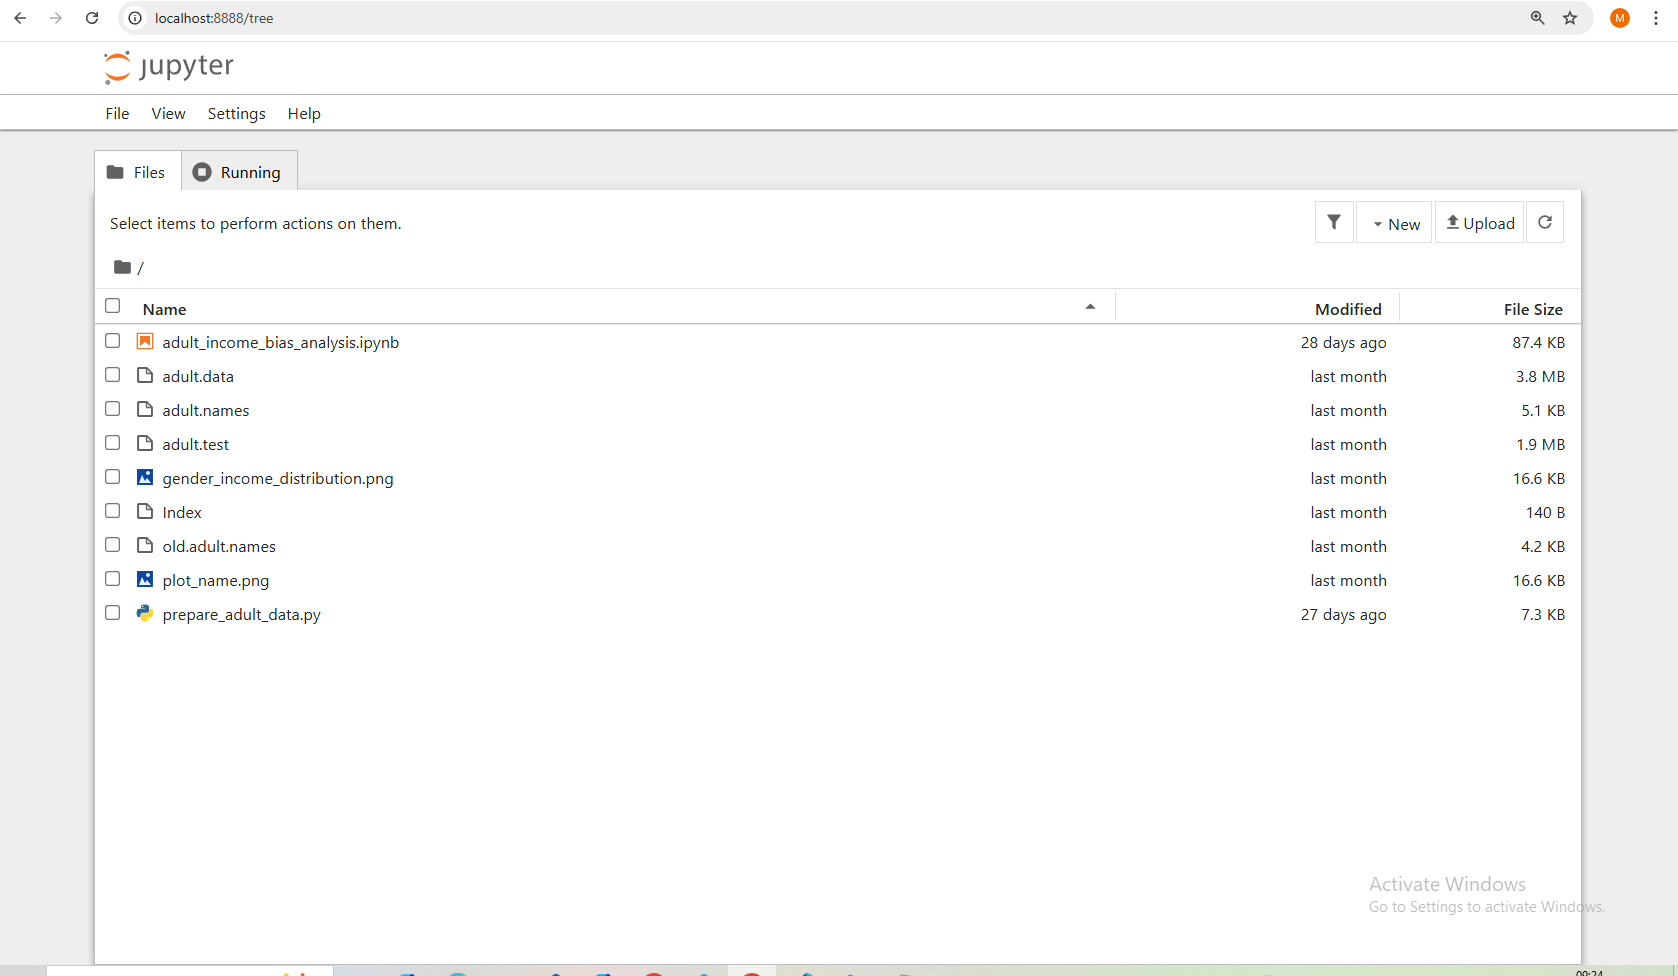 localhost:8888/tree
M
jupyter
File View Settings Help
Files Running
Select items to perform actions on them.
New Upload
/
Name Modified File Size
adult_income_bias_analysis.ipynb 28 days ago 87.4 KB
adult.data last month 3.8 MB
adult.names last month 5.1 KB
adult.test last month 1.9 MB
gender_income_distribution.png last month 16.6 KB
Index last month 140 B
old.adult.names last month 4.2 KB
plot_name.png last month 16.6 KB
prepare_adult_data.py 27 days ago 7.3 KB
Activate Windows
Go to Settings to activate Windows.